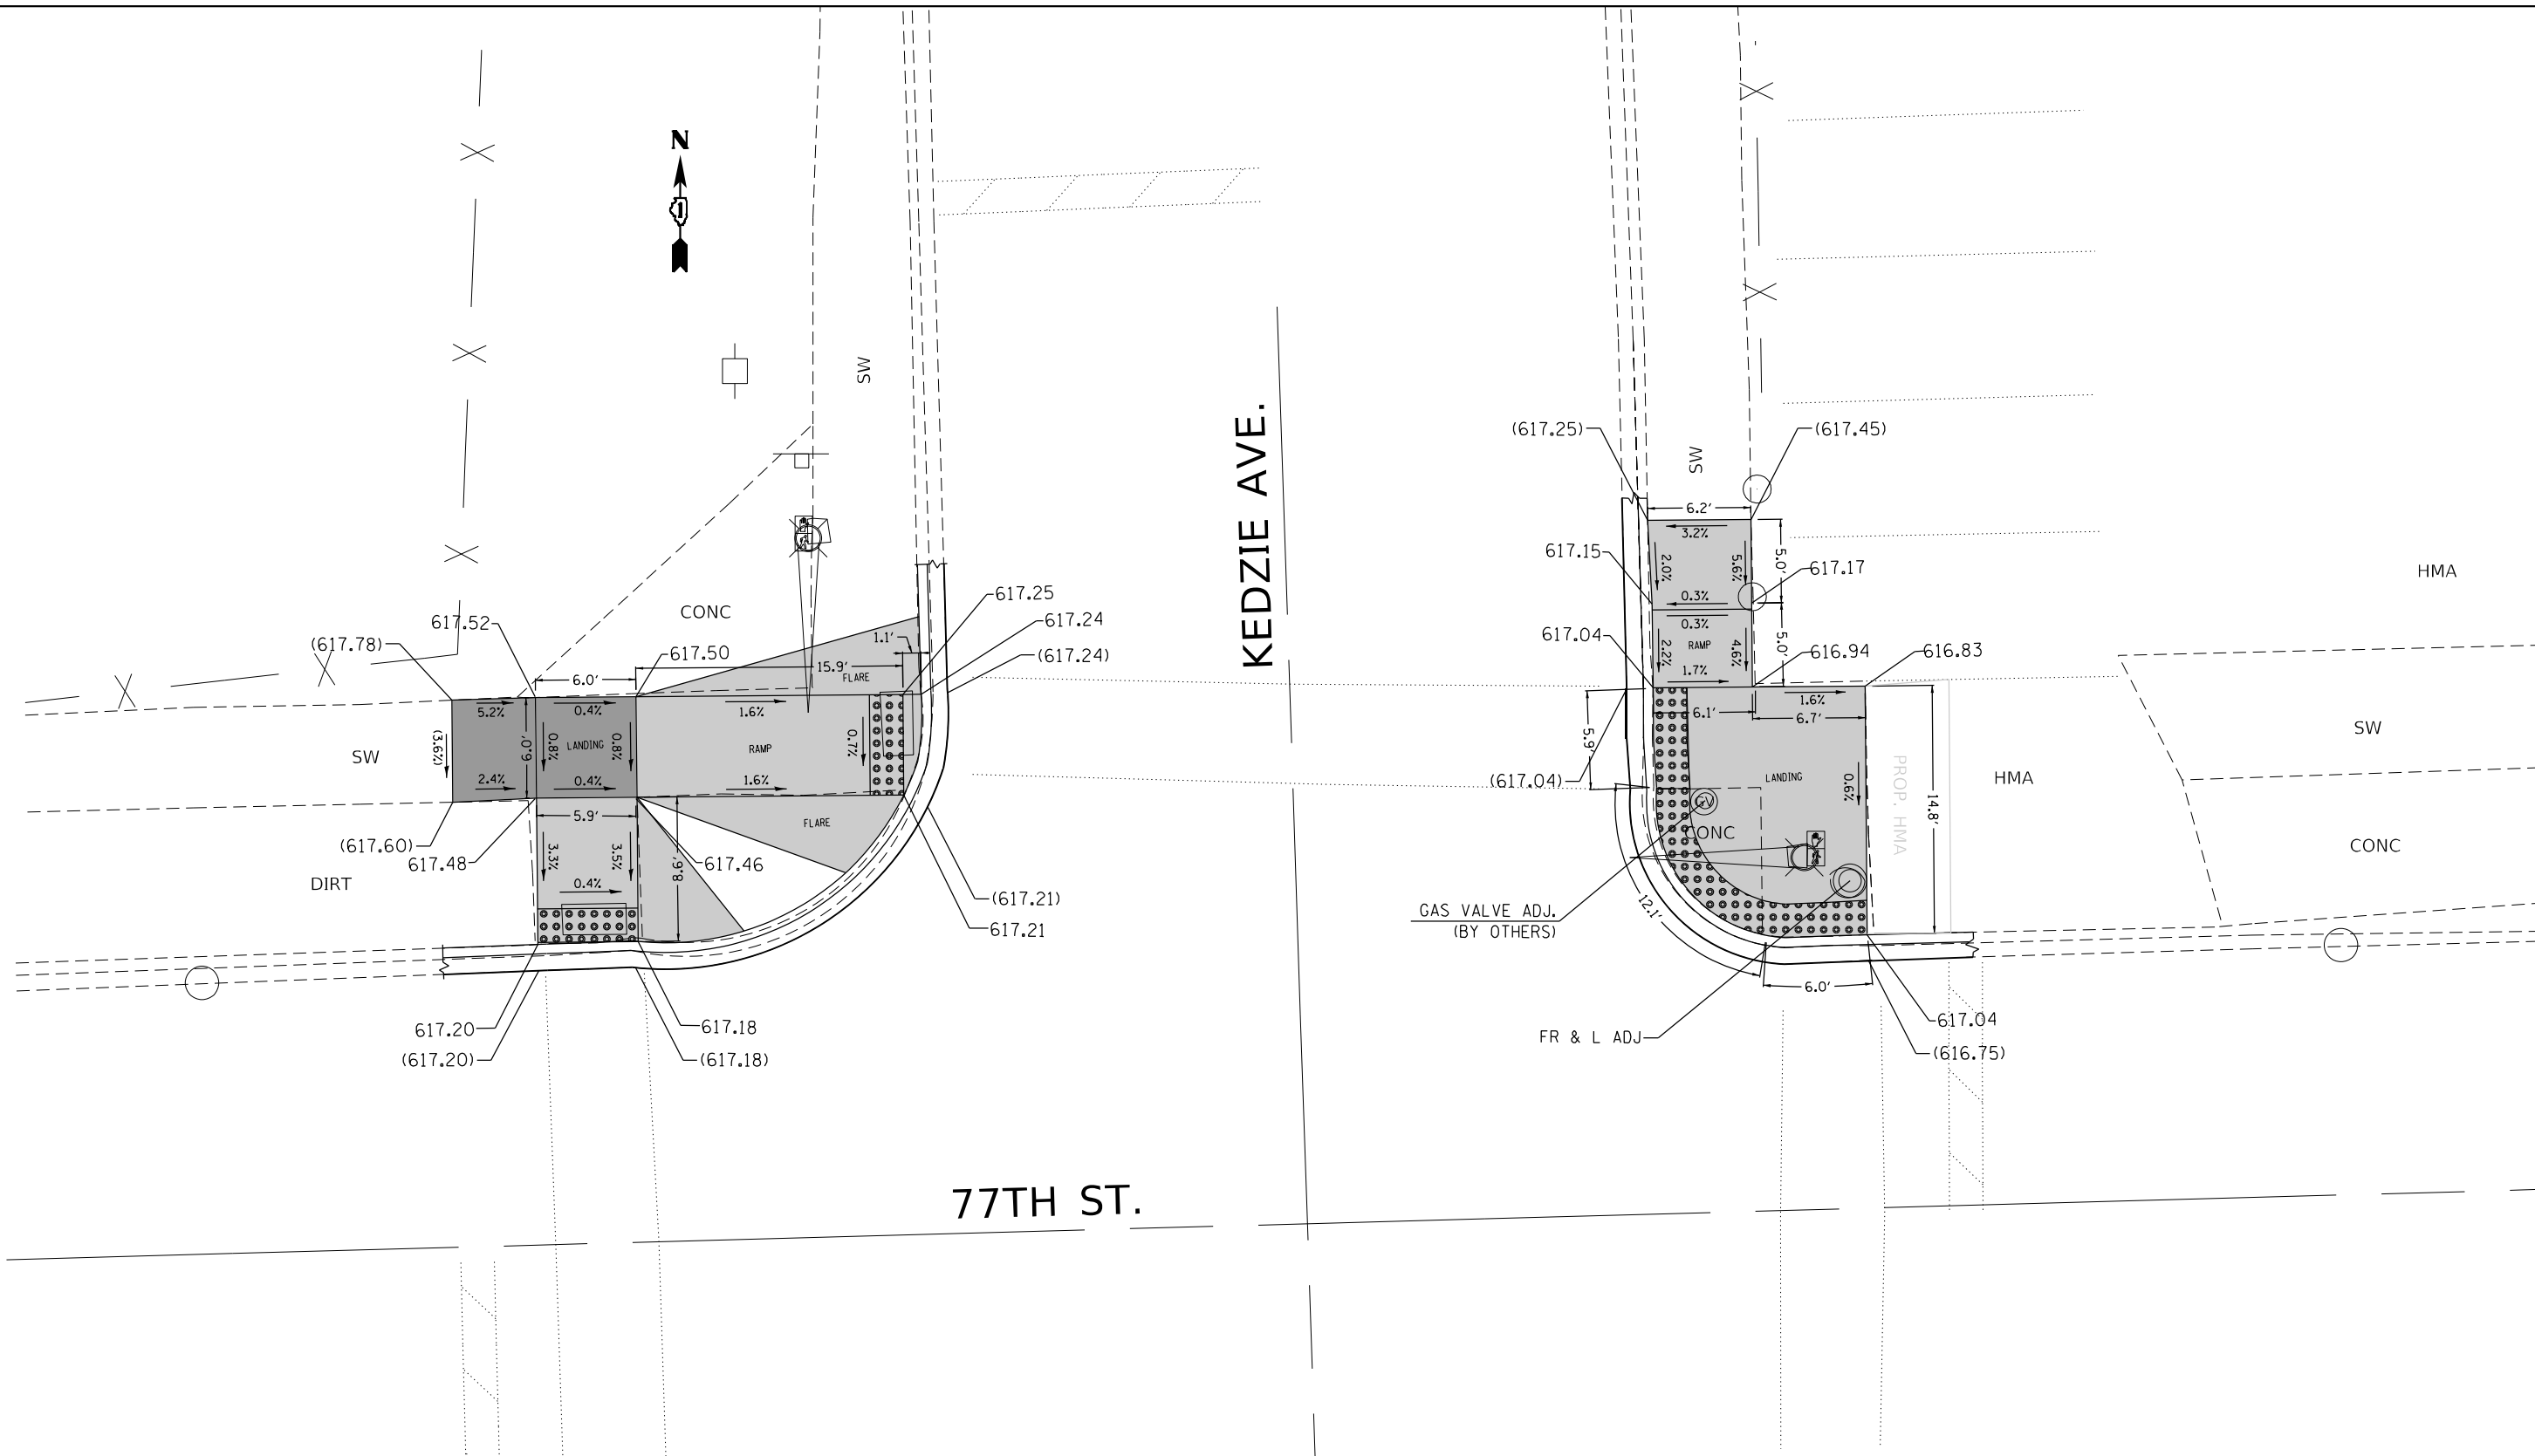 N
SW
KEDZIE AVE.
(617.78)
617.52
CONC
617.50
617.25
617.24
(617.24)
1.1'
15.9'
FLARE
6.0'
5.2%
0.4%
1.6%
SW
(3.6%)
6.0'
0.8%
LANDING
0.8%
RAMP
0.7%
2.4%
0.4%
1.6%
5.9'
FLARE
(617.60)
617.48
3.3%
3.5%
8.6'
617.46
DIRT
0.4%
(617.21)
617.21
617.20
(617.20)
617.18
(617.18)
77TH ST.
(617.25)
(617.45)
SW
6.2'
3.2%
617.15
2.0%
5.6%
5.0'
617.17
0.3%
617.04
0.3%
2.2%
RAMP
4.6%
5.0'
1.7%
616.94
616.83
1.6%
6.1'
6.7'
5.9'
(617.04)
LANDING
0.6%
14.8'
PROP. HMA
HMA
HMA
SW
CONC
GV
CONC
12.1'
GAS VALVE ADJ.
(BY OTHERS)
6.0'
FR & L ADJ
617.04
(616.75)